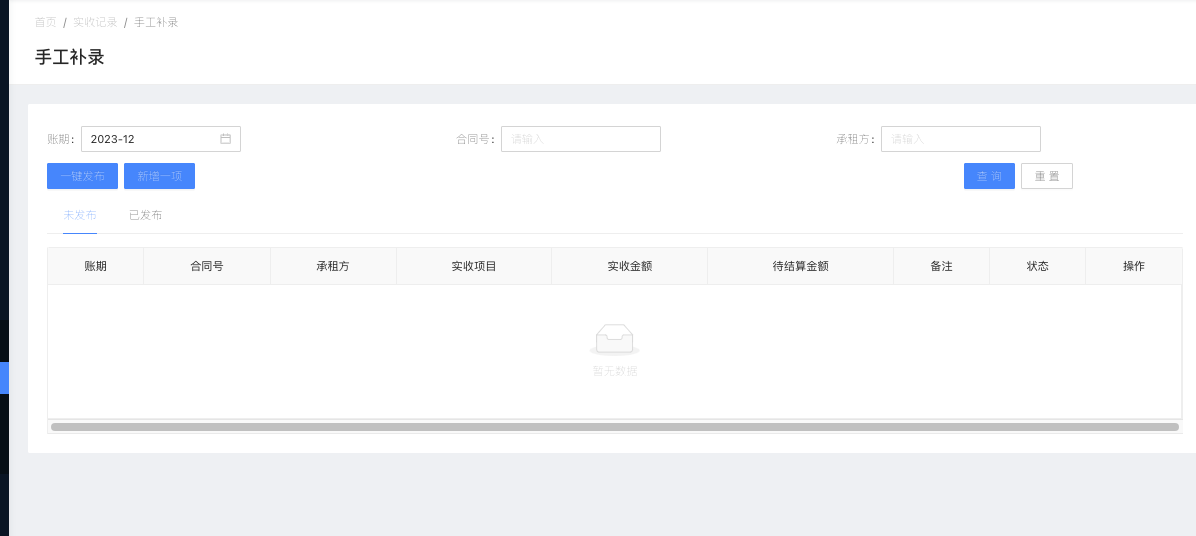 首页 / 实收记录 / 手工补录
手工补录
账期: 2023-12 合同号: 请输入 承租方: 请输入
一键发布 新增一项 查 询 重 置
未发布 已发布
账期 合同号 承租方 实收项目 实收金额 待结算金额 备注 状态 操作
暂无数据